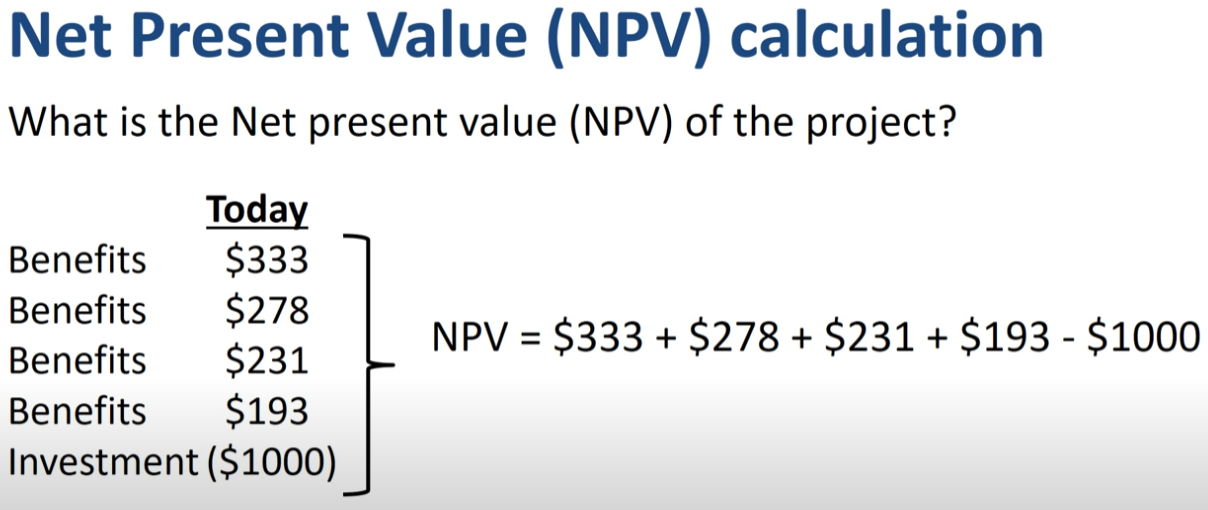 Net Present Value (NPV) calculation
What is the Net present value (NPV) of the project?
Today
Benefits $333
Benefits $278
Benefits $231
Benefits $193
Investment ($1000)
NPV = $333 + $278 + $231 + $193 - $1000